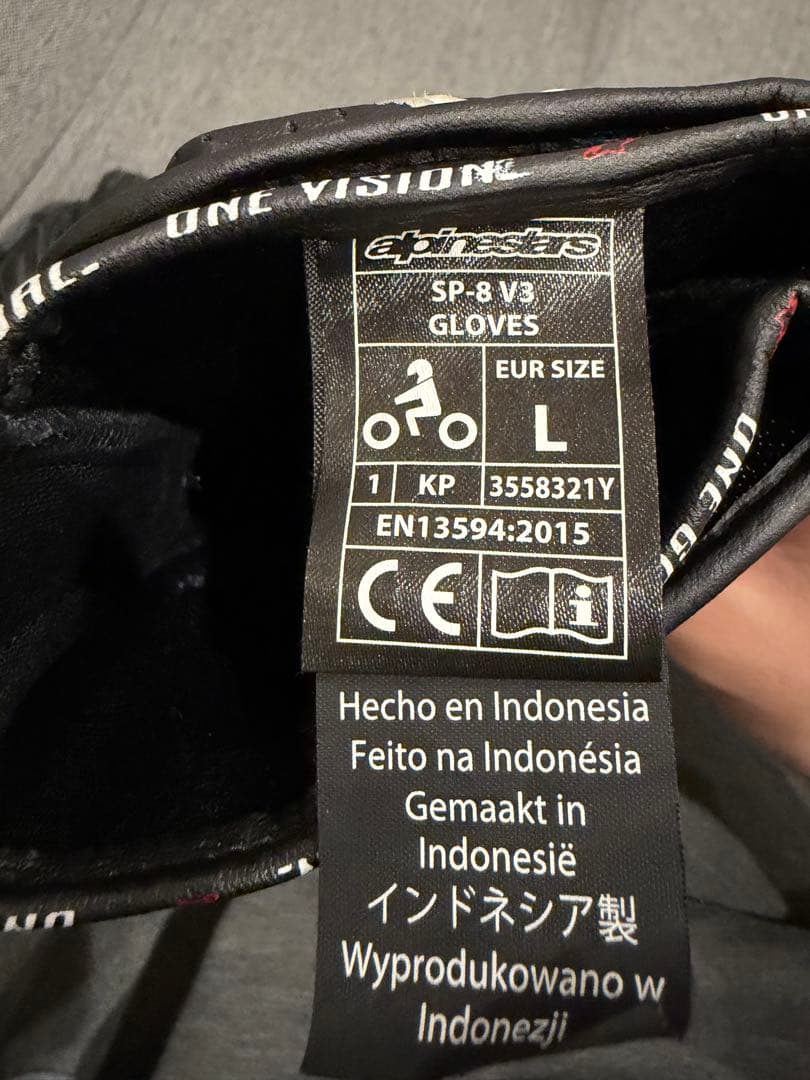 ONE VISION.
alpinestars
SP-8 V3
GLOVES
EUR SIZE
L
1 KP 3558321Y
EN13594:2015
CE
i
ONE G
Hecho en Indonesia
Feito na Indonésia
Gemaakt in
Indonesië
インドネシア製
Wyprodukowano w
Indonezji